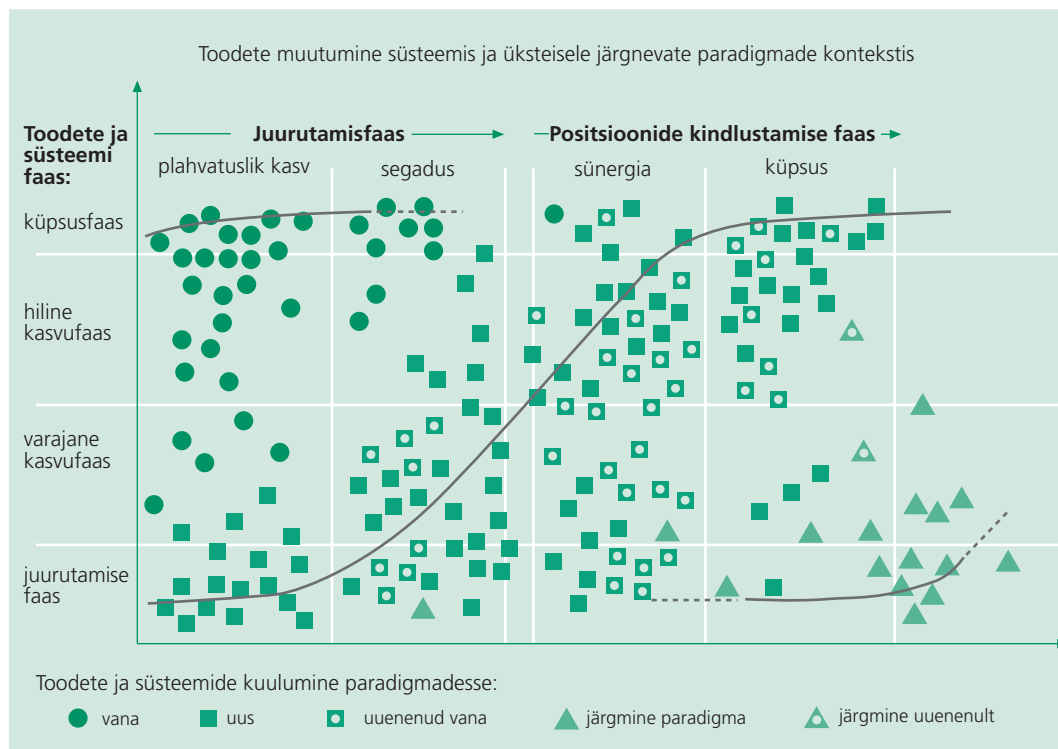 Toodete muutumine süsteemis ja üksteisele järgnevate paradigmade kontekstis
Toodete ja
süsteemi
faas:
Juurutamisfaas
Positsioonide kindlustamise faas
plahvatuslik kasv
segadus
sünergia
küpsus
küpsusfaas
hiline
kasvufaas
varajane
kasvufaas
juurutamise
faas
Toodete ja süsteemide kuulumine paradigmadesse:
vana
uus
uuenenud vana
järgmine paradigma
järgmine uuenenult